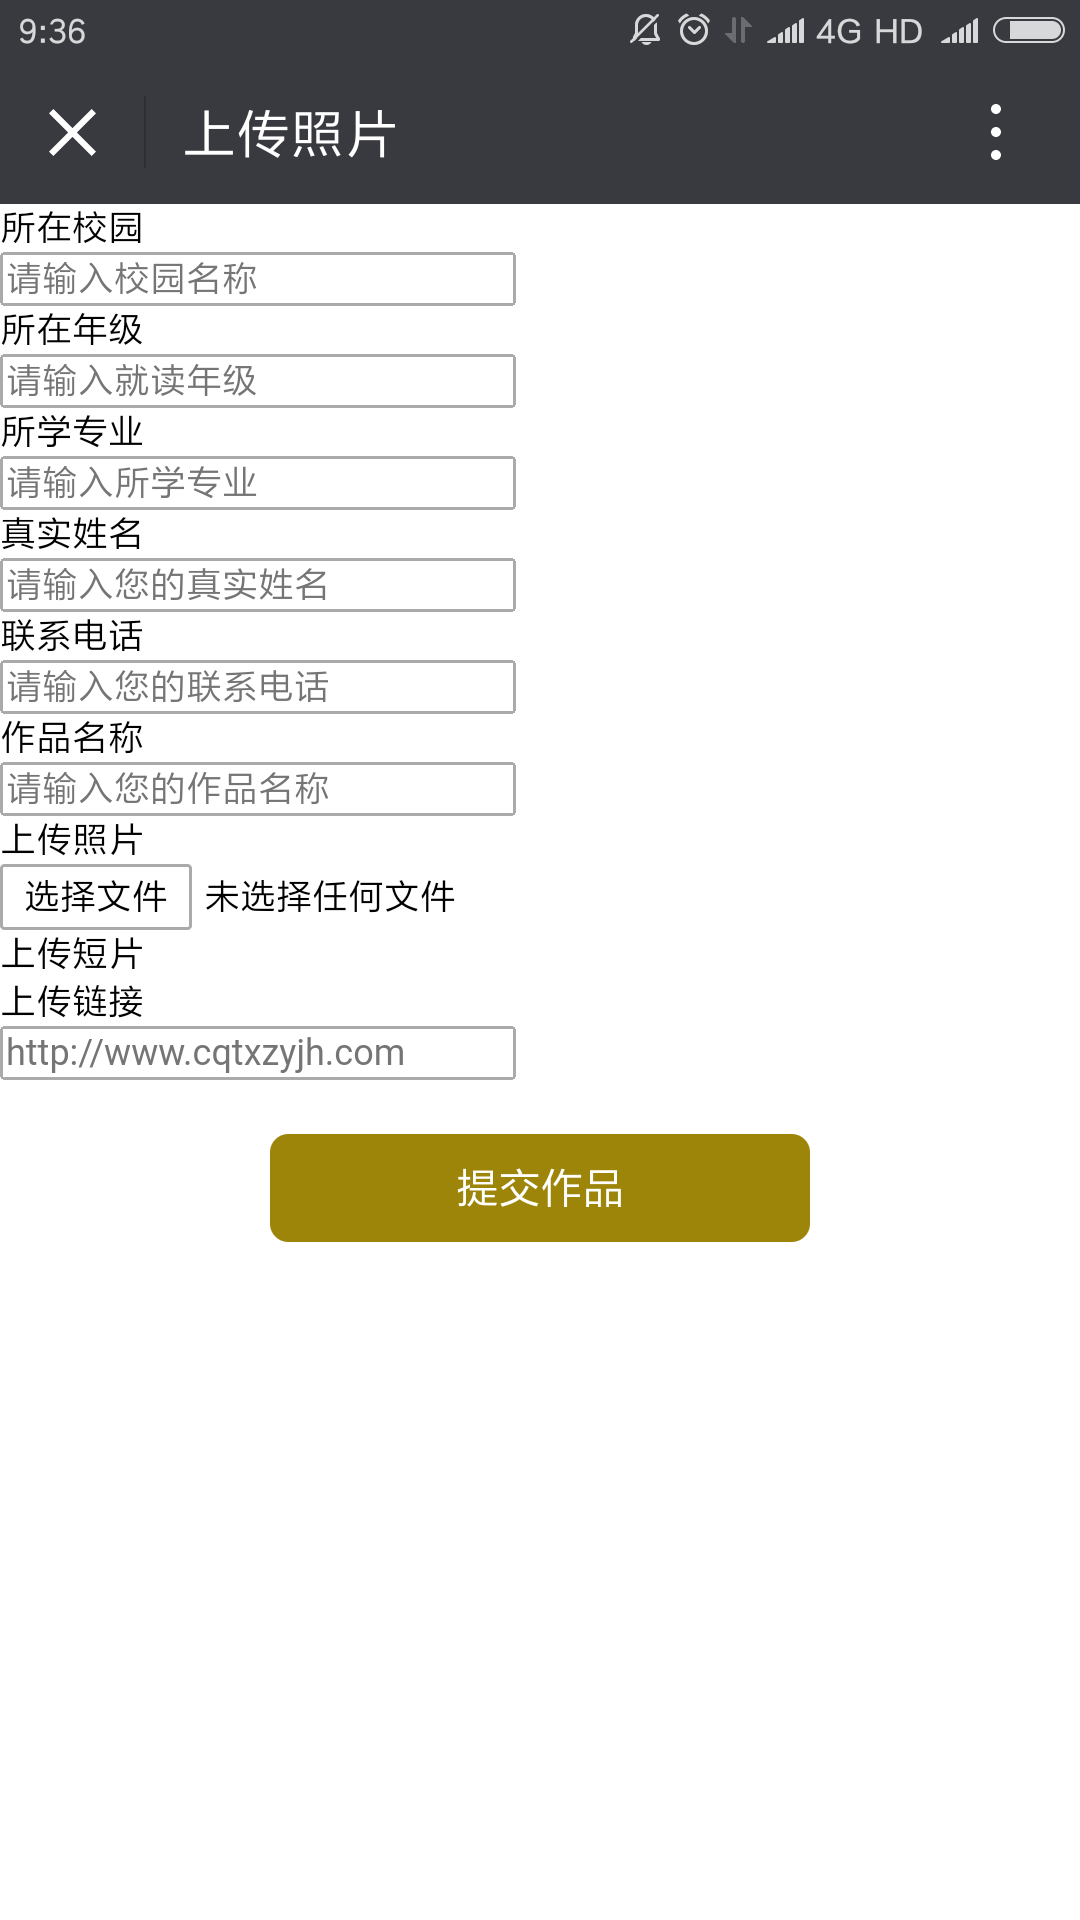 9:36 4G HD
上传照片
所在校园
请输入校园名称
所在年级
请输入就读年级
所学专业
请输入所学专业
真实姓名
请输入您的真实姓名
联系电话
请输入您的联系电话
作品名称
请输入您的作品名称
上传照片
选择文件 未选择任何文件
上传短片
上传链接
http://www.cqtxzyjh.com
提交作品